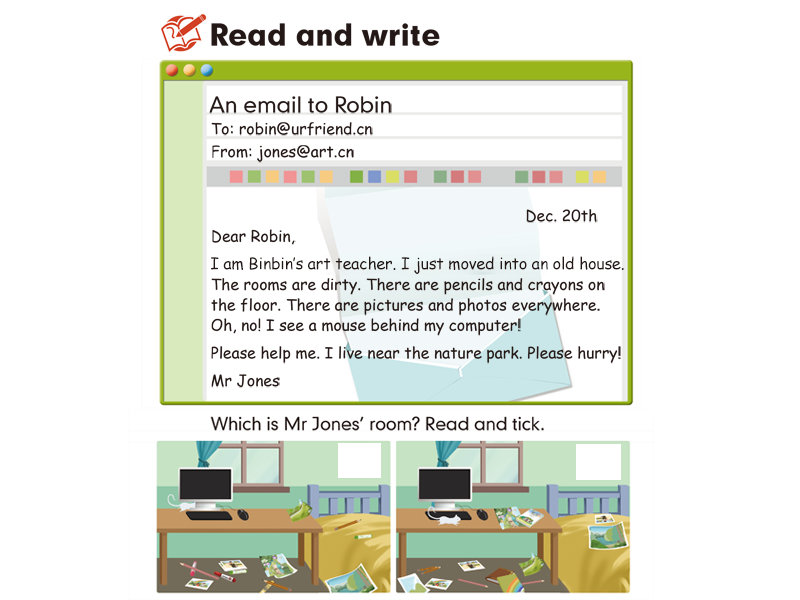 Read and write
An email to Robin
To: robin@urfriend.cn
From: jones@art.cn
Dec. 20th
Dear Robin,
I am Binbin's art teacher. I just moved into an old house.
The rooms are dirty. There are pencils and crayons on
the floor. There are pictures and photos everywhere.
Oh, no! I see a mouse behind my computer!
Please help me. I live near the nature park. Please hurry!
Mr Jones
Which is Mr Jones' room? Read and tick.